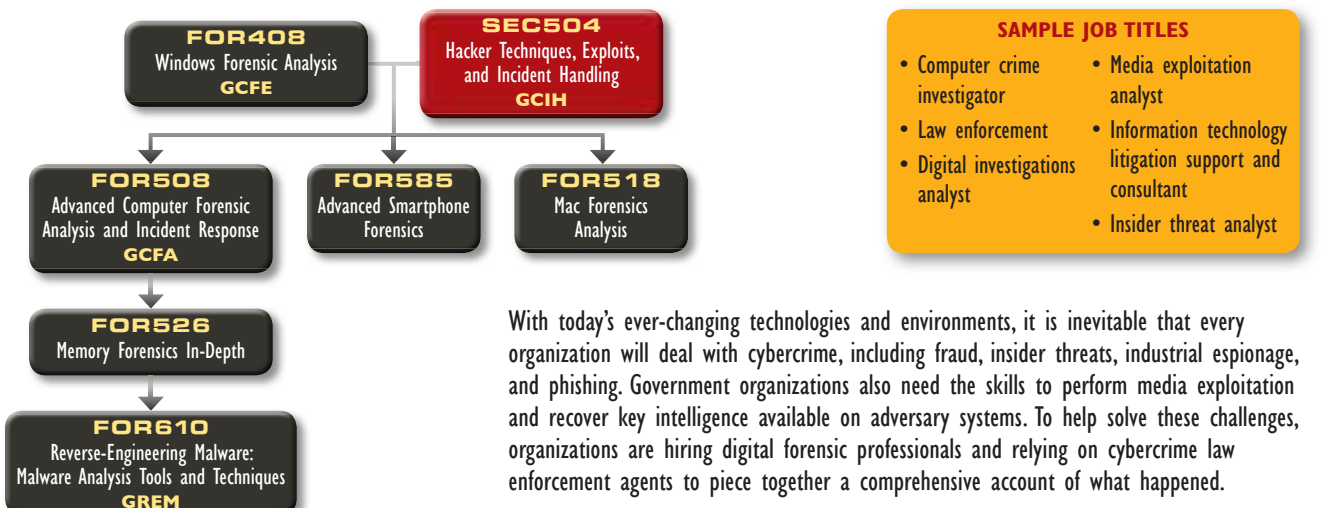 FOR408
Windows Forensic Analysis
GCFE
SEC504
Hacker Techniques, Exploits,
and Incident Handling
GCIH
FOR508
Advanced Computer Forensic
Analysis and Incident Response
GCFA
FOR585
Advanced Smartphone
Forensics
FOR518
Mac Forensics
Analysis
FOR526
Memory Forensics In-Depth
FOR610
Reverse-Engineering Malware:
Malware Analysis Tools and Techniques
GREM
SAMPLE JOB TITLES
• Computer crime
investigator
• Law enforcement
• Digital investigations
analyst
• Media exploitation
analyst
• Information technology
litigation support and
consultant
• Insider threat analyst
With today's ever-changing technologies and environments, it is inevitable that every
organization will deal with cybercrime, including fraud, insider threats, industrial espionage,
and phishing. Government organizations also need the skills to perform media exploitation
and recover key intelligence available on adversary systems. To help solve these challenges,
organizations are hiring digital forensic professionals and relying on cybercrime law
enforcement agents to piece together a comprehensive account of what happened.